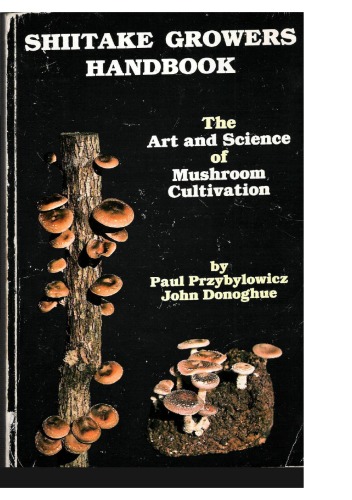 SHIITAKE GROWERS
HANDBOOK
The
Art and Science
of
Mushroom
Cultivation
by
Paul Przybylowicz
John Donoghue